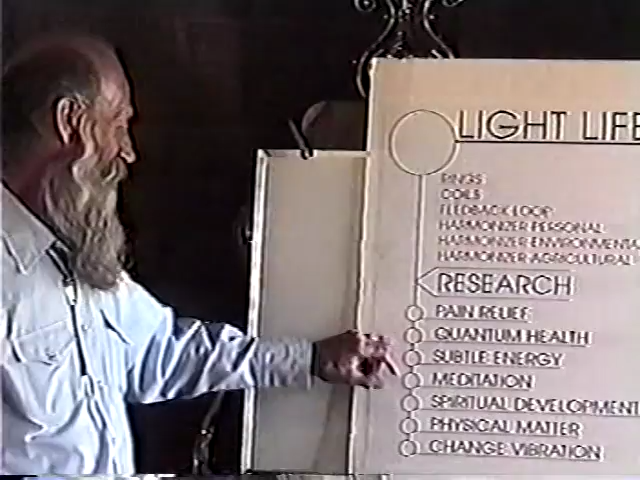 LIGHT LIFE
RINGS
COILS
FEEDBACK LOOP
HARMONIZER-PERSONAL
HARMONIZER-ENVIRONMENTA
HARMONIZER-AGRICULTURAL
RESEARCH
PAIN RELIEF
QUANTUM HEALTH
SUBTLE ENERGY
MEDITATION
SPIRITUAL DEVELOPMENT
PHYSICAL MATTER
CHANGE VIBRATION